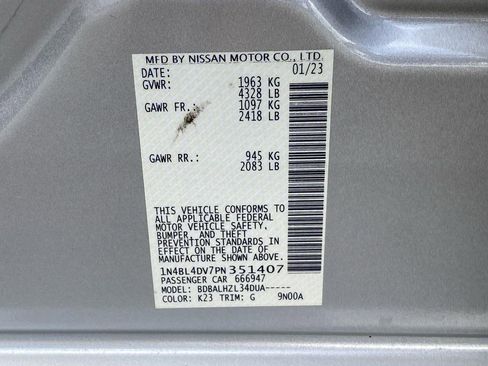 MFD BY NISSAN MOTOR CO., LTD.
DATE: 01/23
GVWR: 1963 KG
4328 LB
GAWR FR.: 1097 KG
2418 LB
GAWR RR.: 945 KG
2083 LB
THIS VEHICLE CONFORMS TO
ALL APPLICABLE FEDERAL
MOTOR VEHICLE SAFETY,
BUMPER, AND THEFT
PREVENTION STANDARDS IN
EFFECT ON THE DATE OF
MANUFACTURE SHOWN ABOVE.
1N4BL4DV7PN351407
PASSENGER CAR 666947
MODEL: BDBALHZL34DUA-----
COLOR: K23 TRIM: G 9N00A